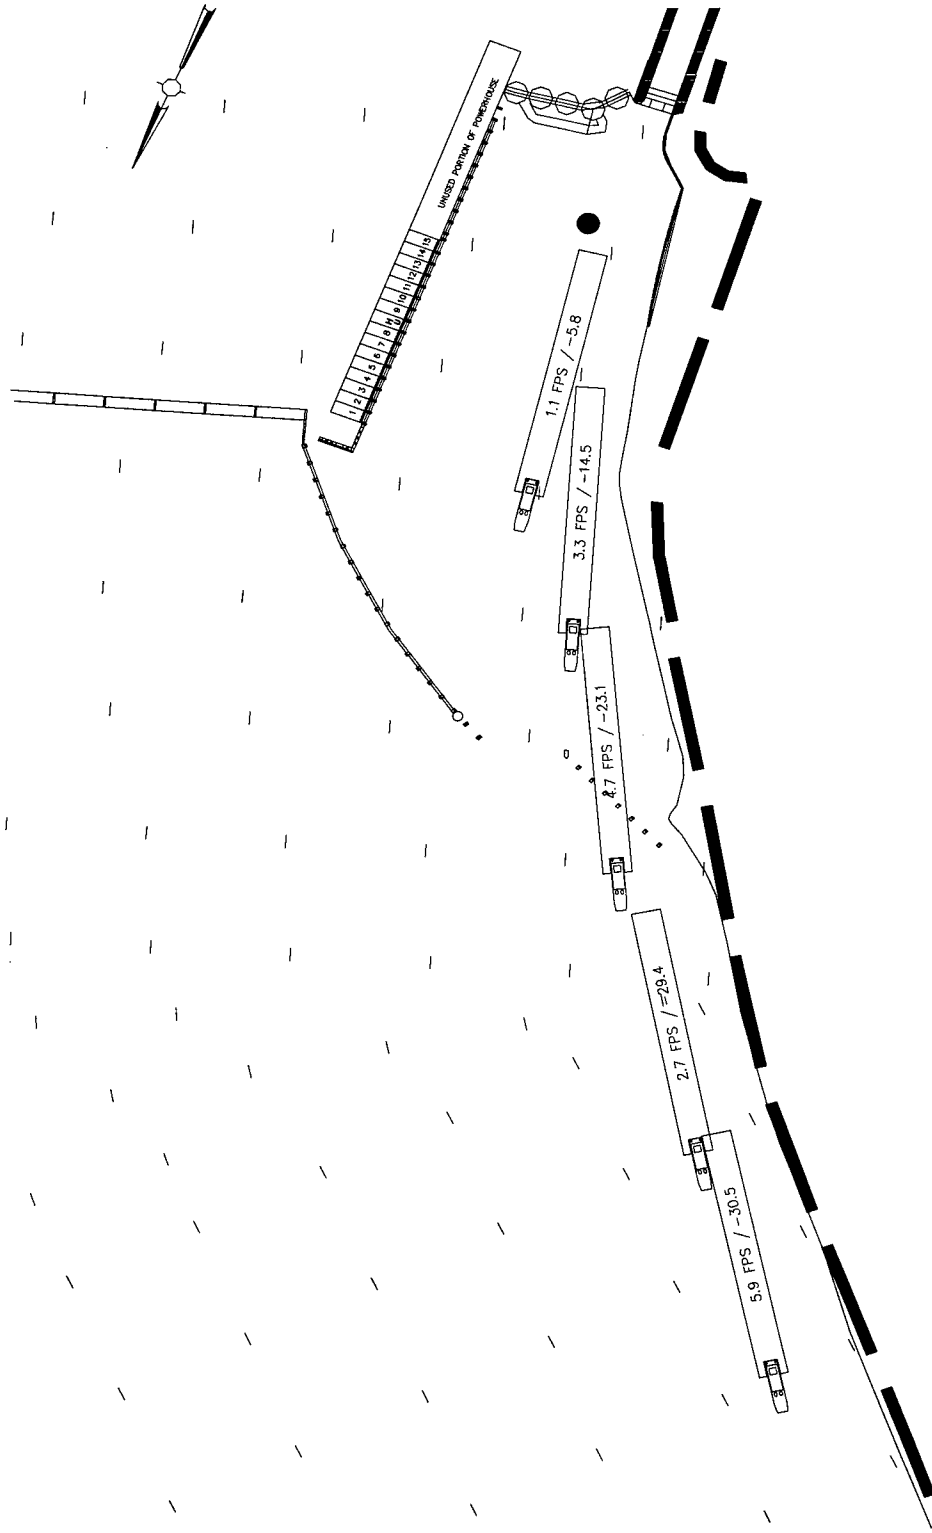 UNUSED PORTION OF POWERHOUSE
15
14
13
12
11
10
9
8
7
6
5
4
3
2
1
1.1 FPS / -5.8
3.3 FPS / -14.5
4.7 FPS / -23.1
2.7 FPS / -29.4
5.9 FPS / -30.5